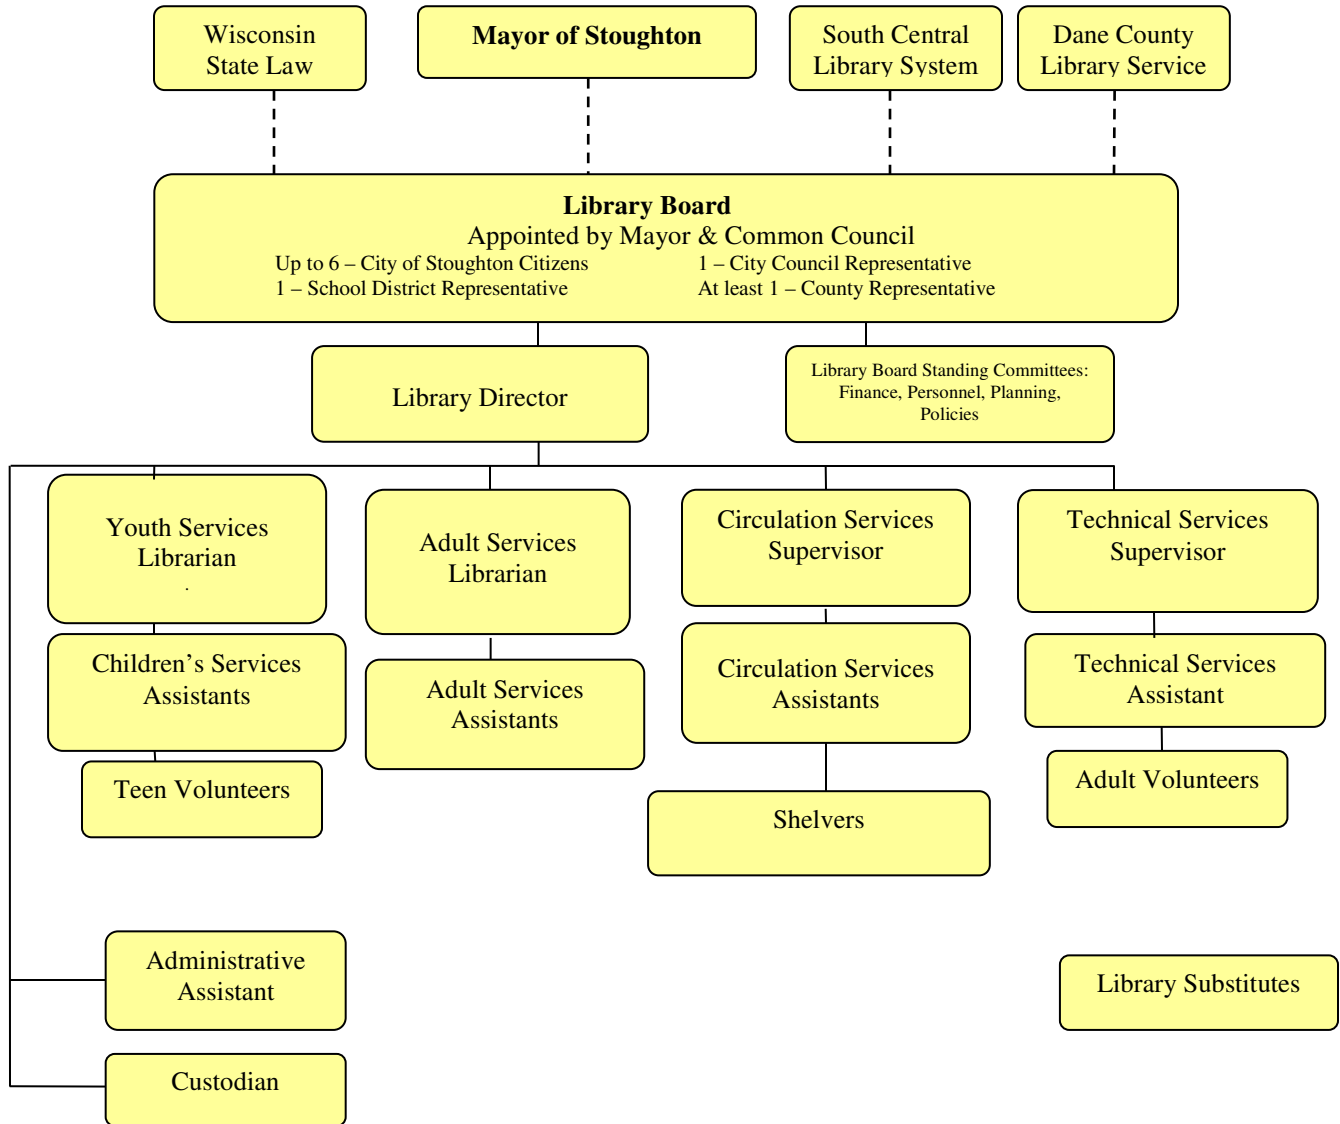 Wisconsin
State Law
Mayor of Stoughton
South Central
Library System
Dane County
Library Service
Library Board
Appointed by Mayor & Common Council
Up to 6 – City of Stoughton Citizens
1 – City Council Representative
1 – School District Representative
At least 1 – County Representative
Library Director
Library Board Standing Committees:
Finance, Personnel, Planning,
Policies
Youth Services
Librarian
.
Adult Services
Librarian
Circulation Services
Supervisor
Technical Services
Supervisor
Children's Services
Assistants
Adult Services
Assistants
Circulation Services
Assistants
Technical Services
Assistant
Teen Volunteers
Shelvers
Adult Volunteers
Administrative
Assistant
Library Substitutes
Custodian